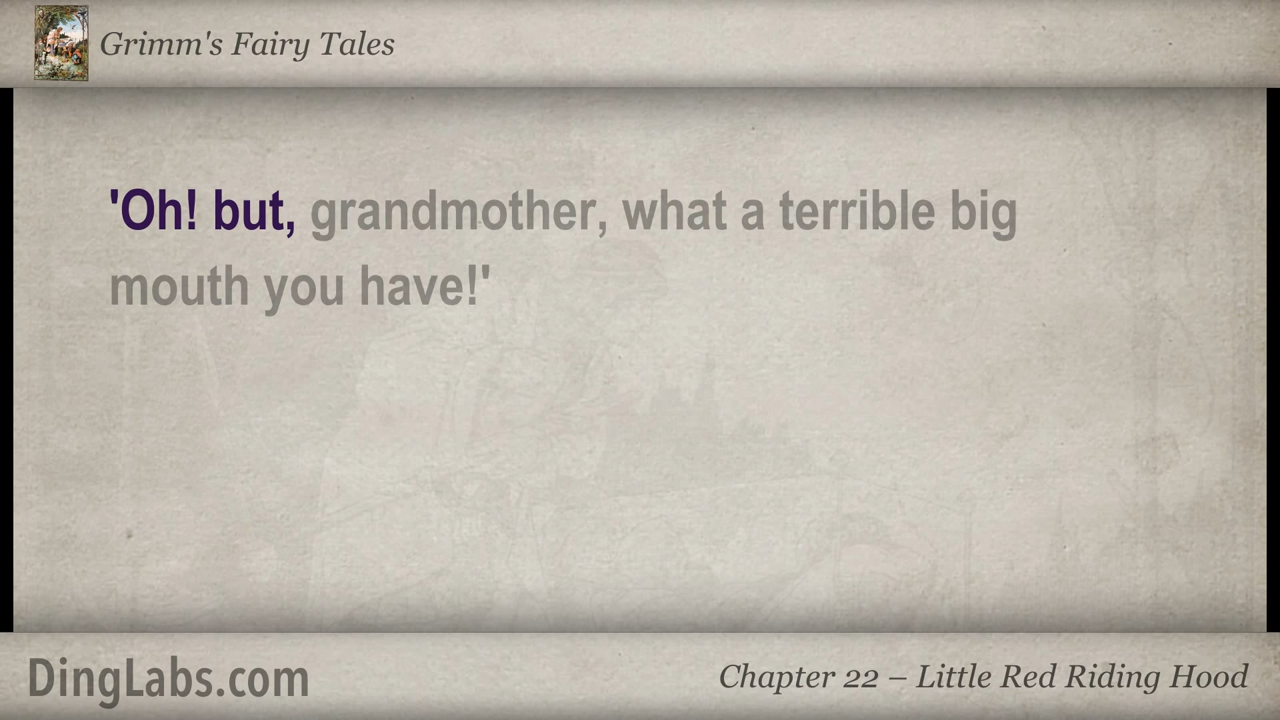 Grimm's Fairy Tales
'Oh! but, grandmother, what a terrible big
mouth you have!'
DingLabs.com
Chapter 22 – Little Red Riding Hood